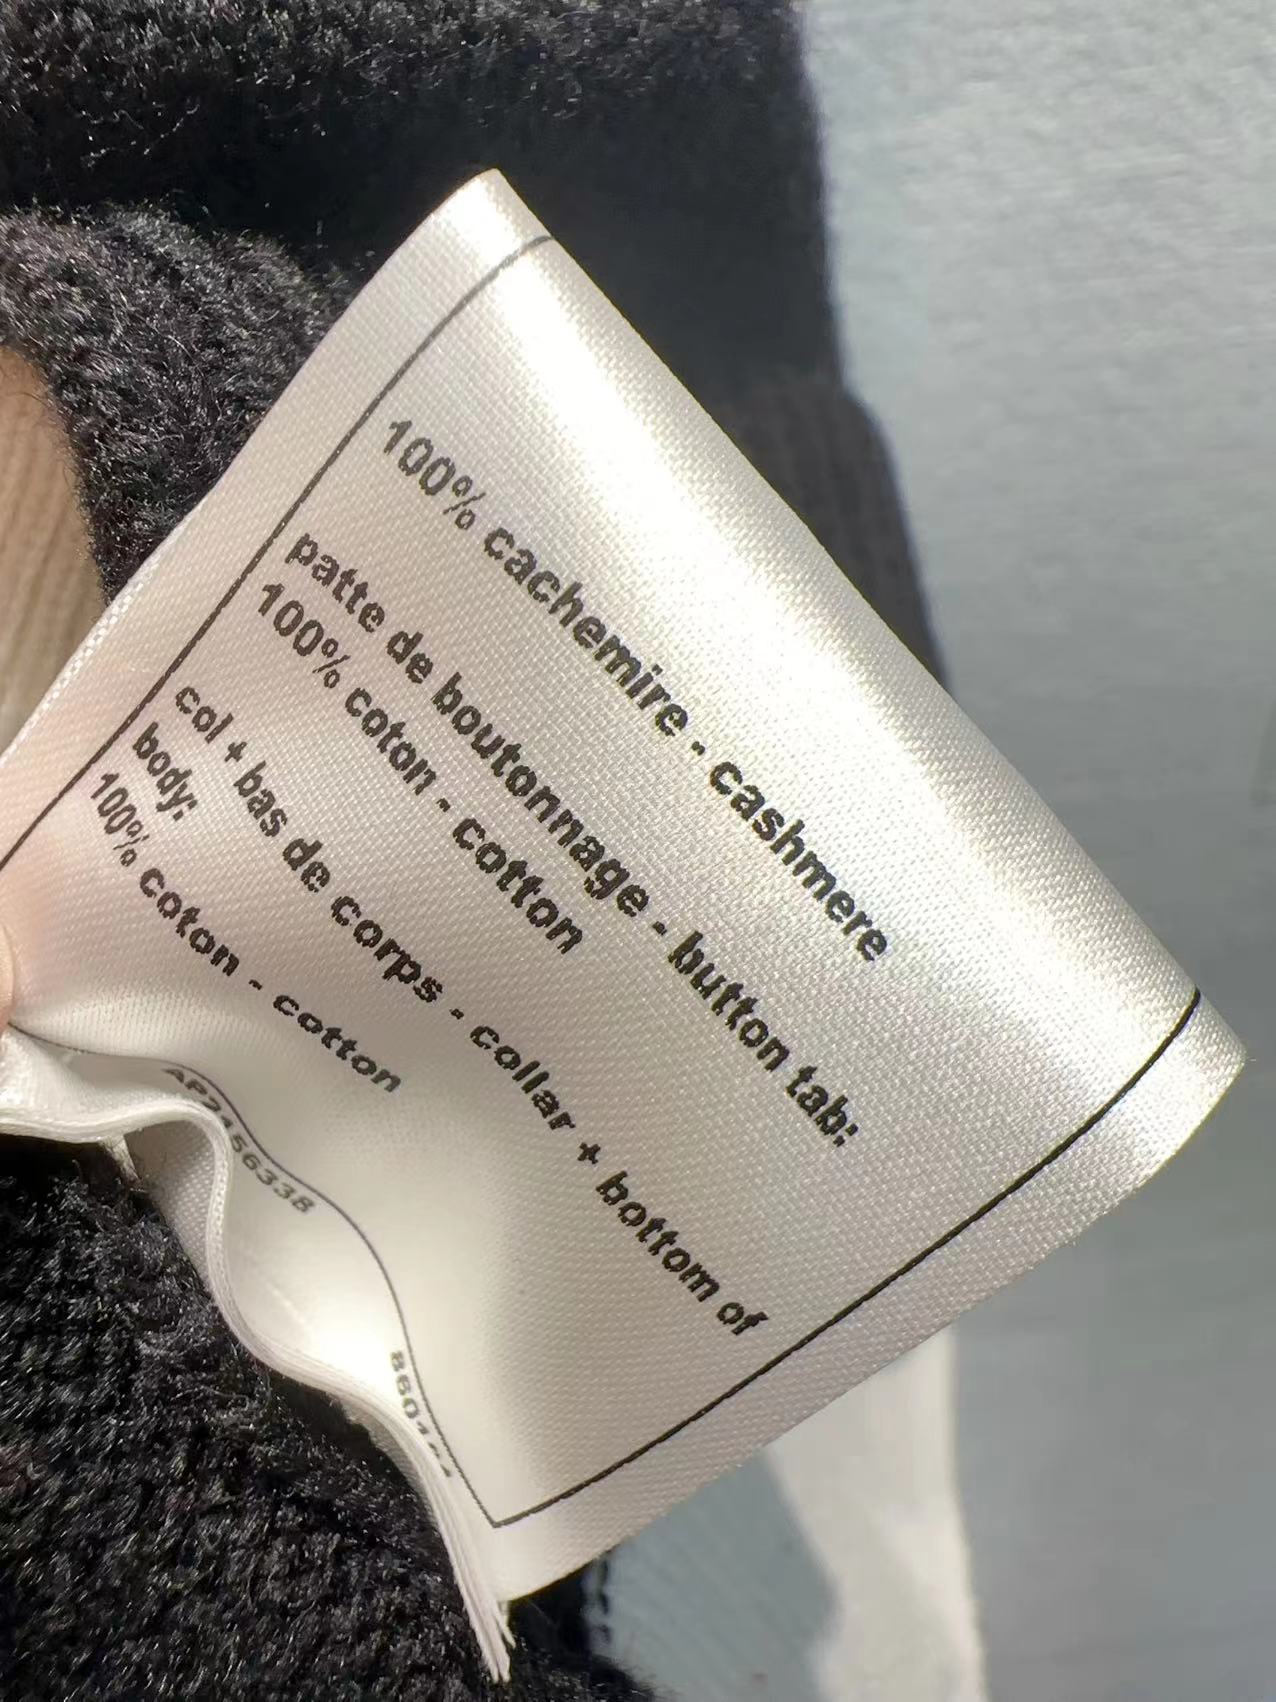 100% cachemire - cashmere
patte de boutonnage - button tab:
100% coton - cotton
col + bas de corps - collar + bottom of
body:
100% coton - cotton
AP2156338